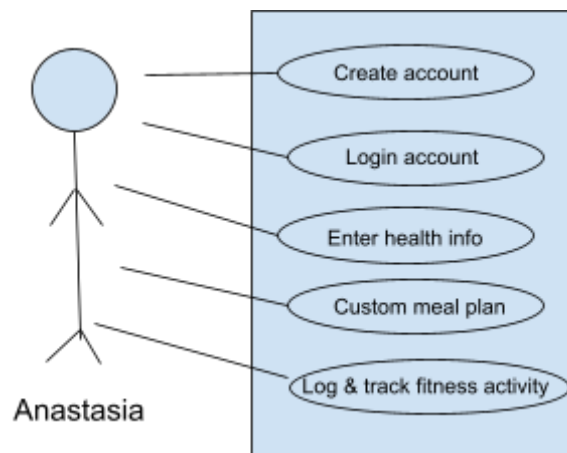 Create account
Login account
Enter health info
Custom meal plan
Log & track fitness activity
Anastasia